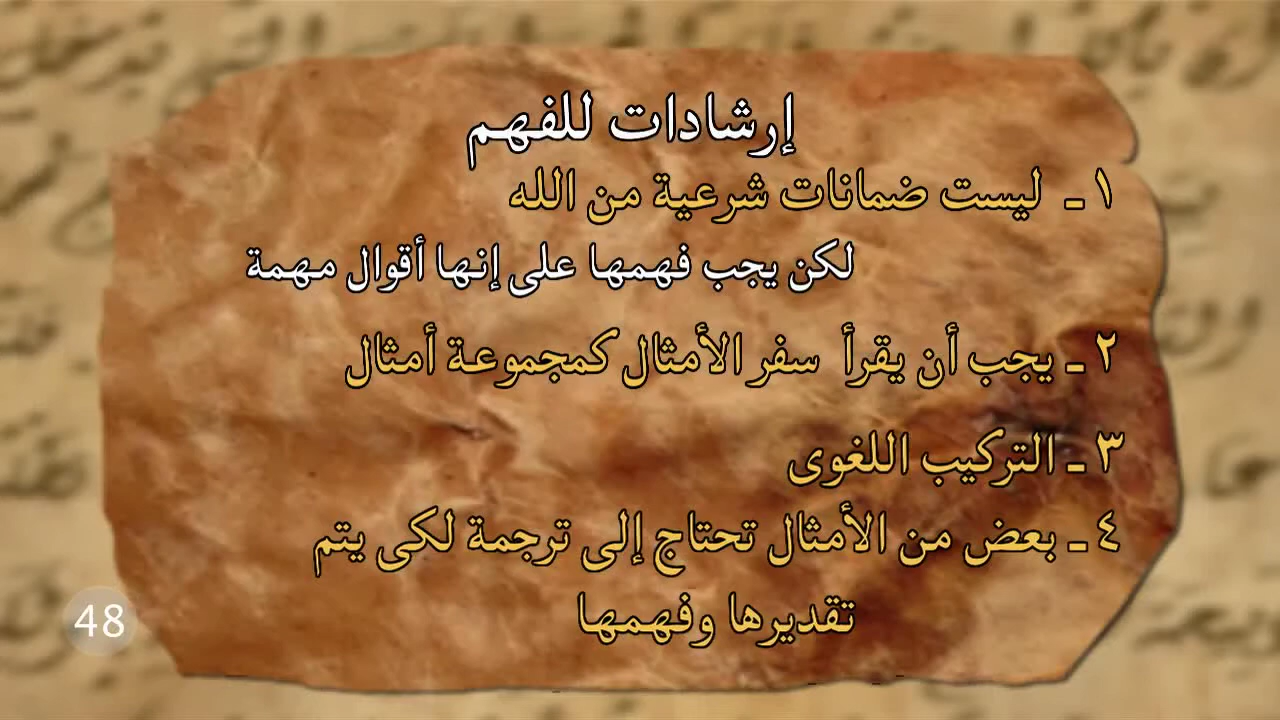 إرشادات للفهم
١ ـ ليست ضمانات شرعية من الله
لكن يجب فهمها على إنها أقوال مهمة
٢ ـ يجب أن يقرأ سفر الأمثال كمجموعة أمثال
٣ ـ التركيب اللغوى
٤ ـ بعض من الأمثال تحتاج إلى ترجمة لكى يتم
تقديرها وفهمها
48